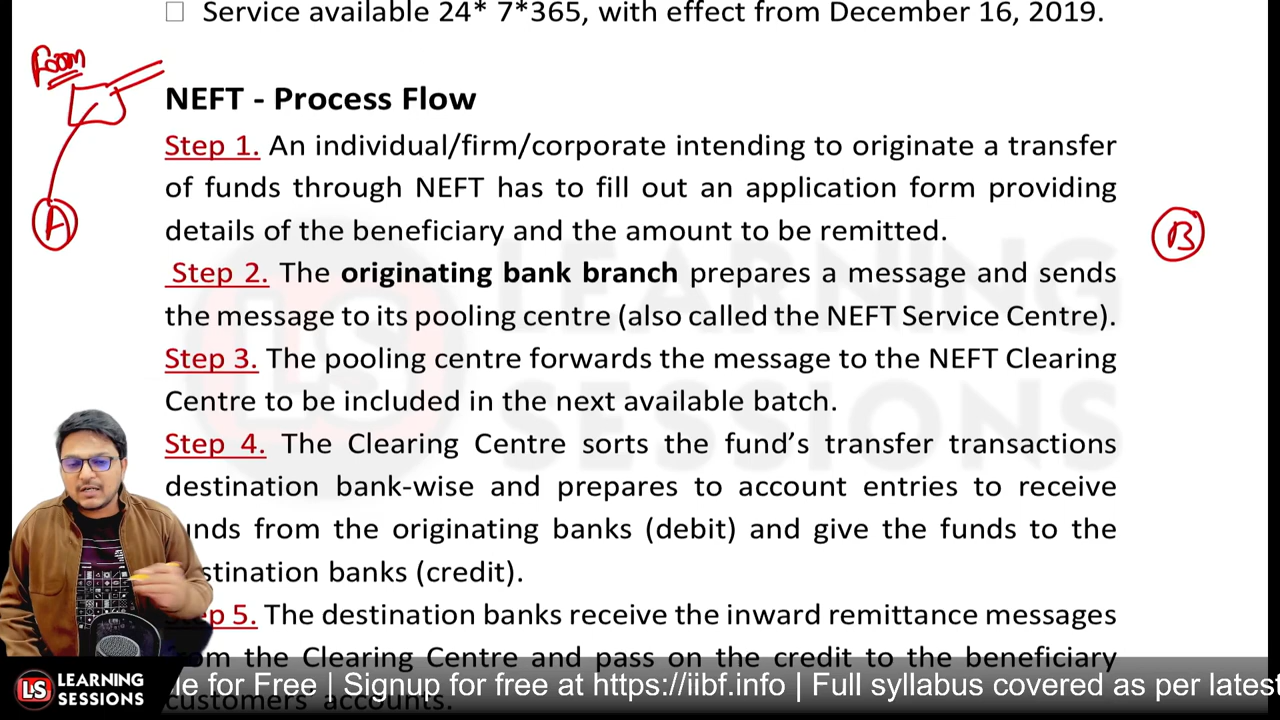 □ Service available 24* 7*365, with effect from December 16, 2019.
Form
NEFT - Process Flow
Step 1. An individual/firm/corporate intending to originate a transfer
of funds through NEFT has to fill out an application form providing
A
B
details of the beneficiary and the amount to be remitted.
Step 2. The originating bank branch prepares a message and sends
the message to its pooling centre (also called the NEFT Service Centre).
Step 3. The pooling centre forwards the message to the NEFT Clearing
Centre to be included in the next available batch.
Step 4. The Clearing Centre sorts the fund’s transfer transactions
destination bank-wise and prepares to account entries to receive
unds from the originating banks (debit) and give the funds to the
stination banks (credit).
p 5. The destination banks receive the inward remittance messages
om the Clearing Centre and pass on the credit to the beneficiary
customers’ accounts.
LS LEARNING SESSIONS
le for Free | Signup for free at https://iibf.info | Full syllabus covered as per latest
LEARNING
SESSIONS
LS